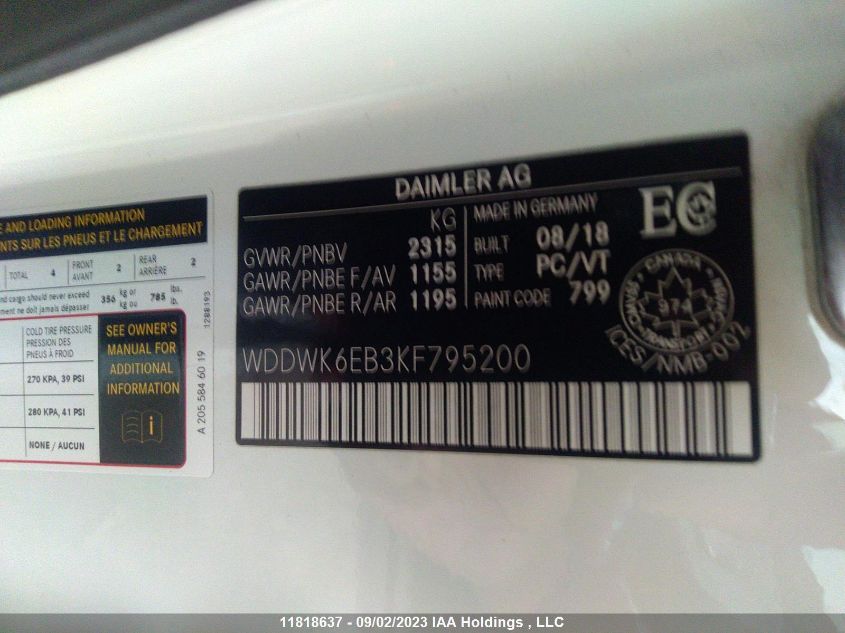 E AND LOADING INFORMATION
NTS SUR LES PNEUS ET LE CHARGEMENT
TOTAL 4 FRONT AVANT 2 REAR ARRIÈRE 2
nd cargo should never exceed 356 kg or 785 lbs.
ment ne doit jamais dépasser kg ou lb.
COLD TIRE PRESSURE
PRESSION DES
PNEUS À FROID
270 KPA, 39 PSI
280 KPA, 41 PSI
NONE / AUCUN
SEE OWNER'S
MANUAL FOR
ADDITIONAL
INFORMATION
i
A 205 584 60 19
1288193
DAIMLER AG
KG
GVWR/PNBV 2315
GAWR/PNBE F/AV 1155
GAWR/PNBE R/AR 1195
MADE IN GERMANY
BUILT 08/18
TYPE PC/VT
PAINT CODE 799
EC
CANADA
974
TRANSPORT
ICES/NMB-002
WDDWK6EB3KF795200
11818637 - 09/02/2023 IAA Holdings , LLC